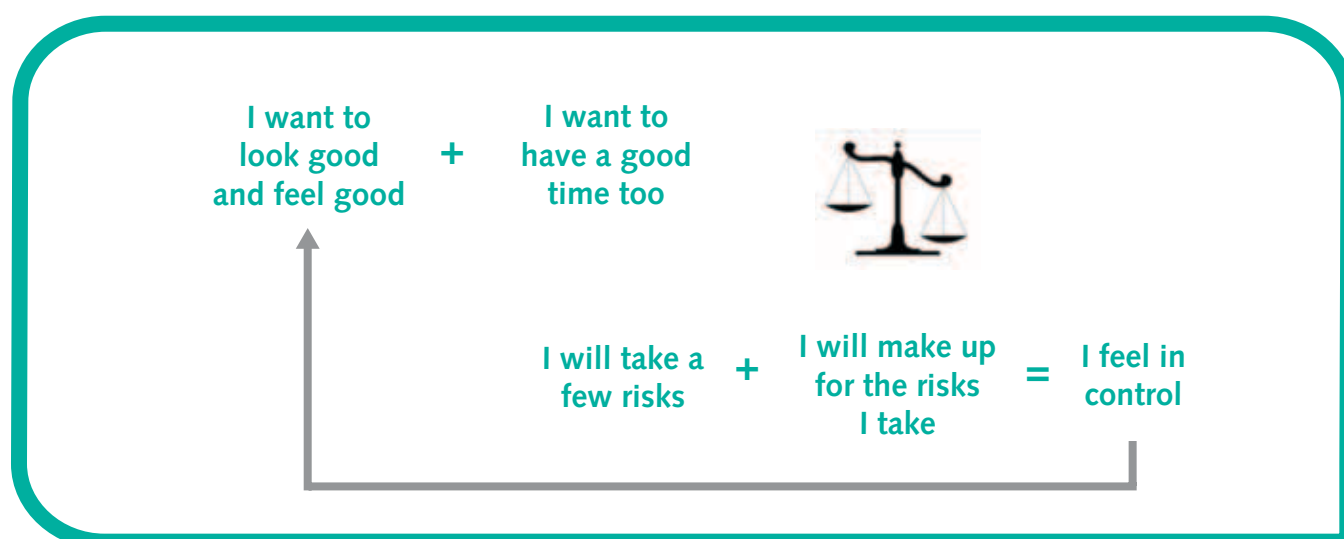 I want to
look good
and feel good
+
I want to
have a good
time too
I will take a
few risks
+
I will make up
for the risks
I take
=
I feel in
control